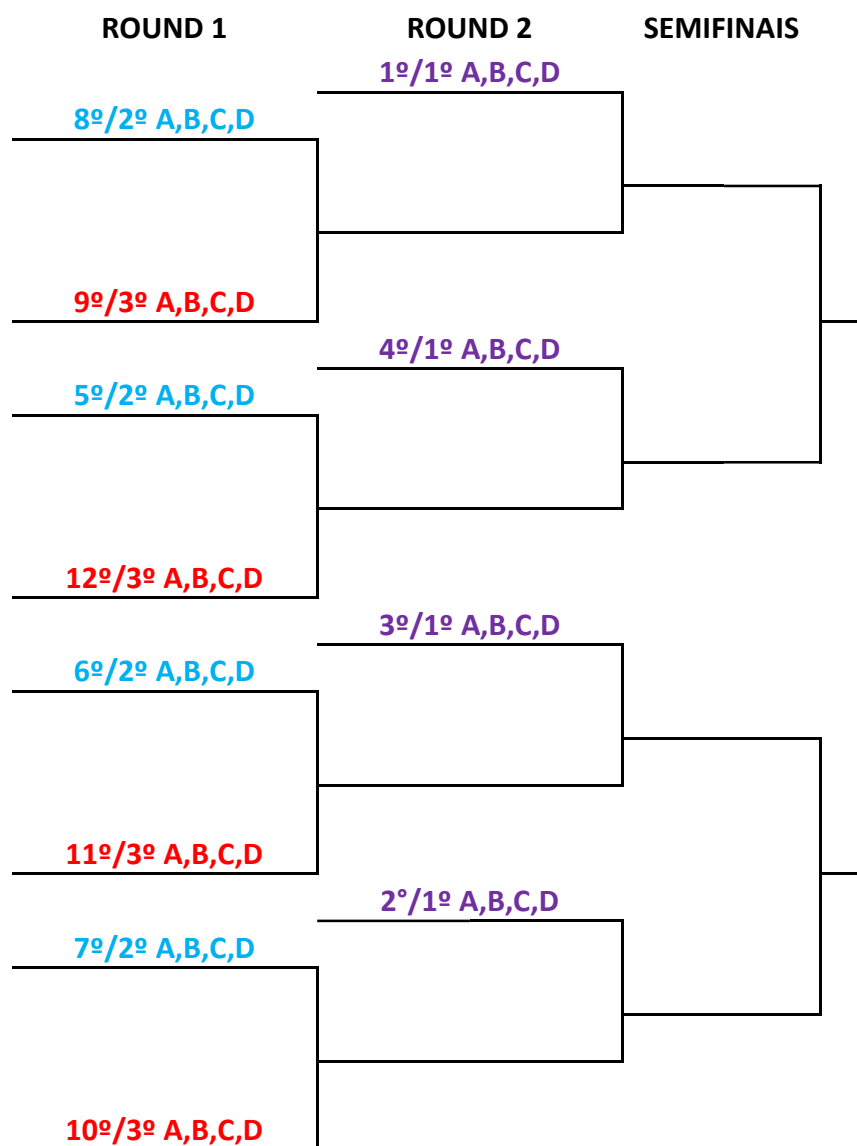 ROUND 1 ROUND 2 SEMIFINAIS
1º/1º A,B,C,D
8º/2º A,B,C,D
9º/3º A,B,C,D
4º/1º A,B,C,D
5º/2º A,B,C,D
12º/3º A,B,C,D
3º/1º A,B,C,D
6º/2º A,B,C,D
11º/3º A,B,C,D
2°/1º A,B,C,D
7º/2º A,B,C,D
10º/3º A,B,C,D